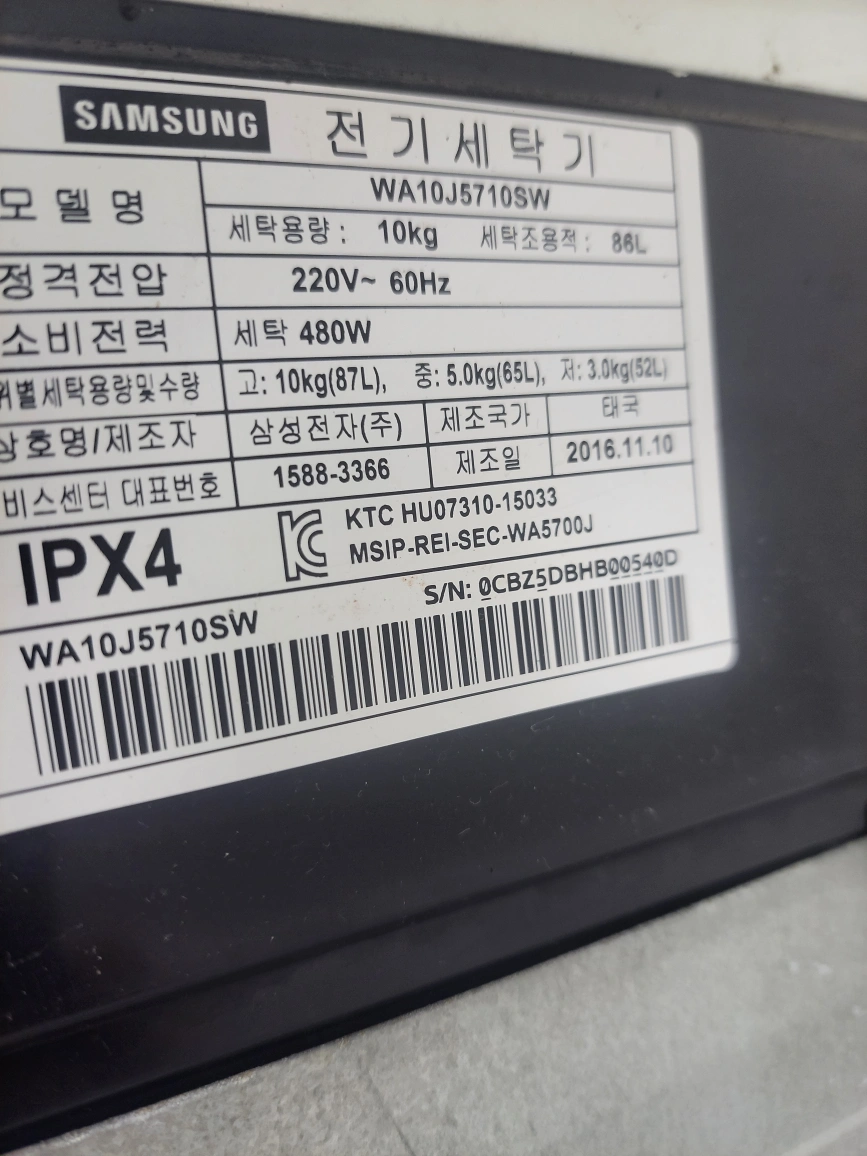 SAMSUNG 전기세탁기
모델명 WA10J5710SW
세탁용량 : 10kg 세탁조용적 : 86L
정격전압 220V~ 60Hz
소비전력 세탁 480W
위별세탁용량및수량 고: 10kg(87L), 중: 5.0kg(65L), 저: 3.0kg(52L)
상호명/제조자 삼성전자(주) 제조국가 태국
비스센터 대표번호 1588-3366 제조일 2016.11.10
IPX4 KTC HU07310-15033
MSIP-REI-SEC-WA5700J
S/N: 0CBZ5DBHB00540D
WA10J5710SW